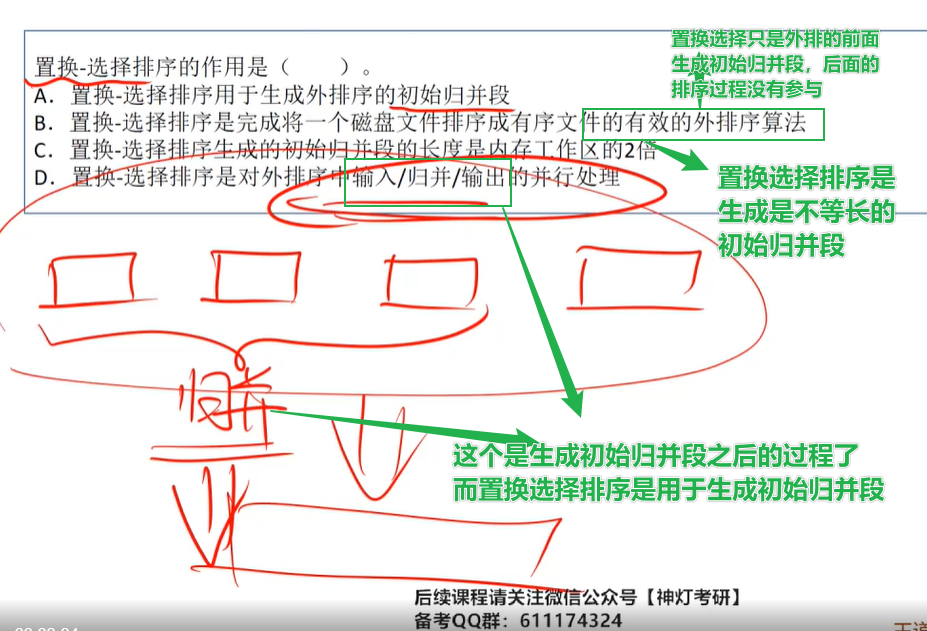 置换选择只是外排的前面
生成初始归并段，后面的
排序过程没有参与
置换-选择排序的作用是（ ）。
A．置换-选择排序用于生成外排序的初始归并段
B．置换-选择排序是完成将一个磁盘文件排序成有序文件的有效的外排序算法
C．置换-选择排序生成的初始归并段的长度是内存工作区的2倍
D．置换-选择排序是对外排序中输入/归并/输出的并行处理
置换选择排序是
生成是不等长的
初始归并段
归并
这个是生成初始归并段之后的过程了
而置换选择排序是用于生成初始归并段
后续课程请关注微信公众号【神灯考研】
备考QQ群：611174324